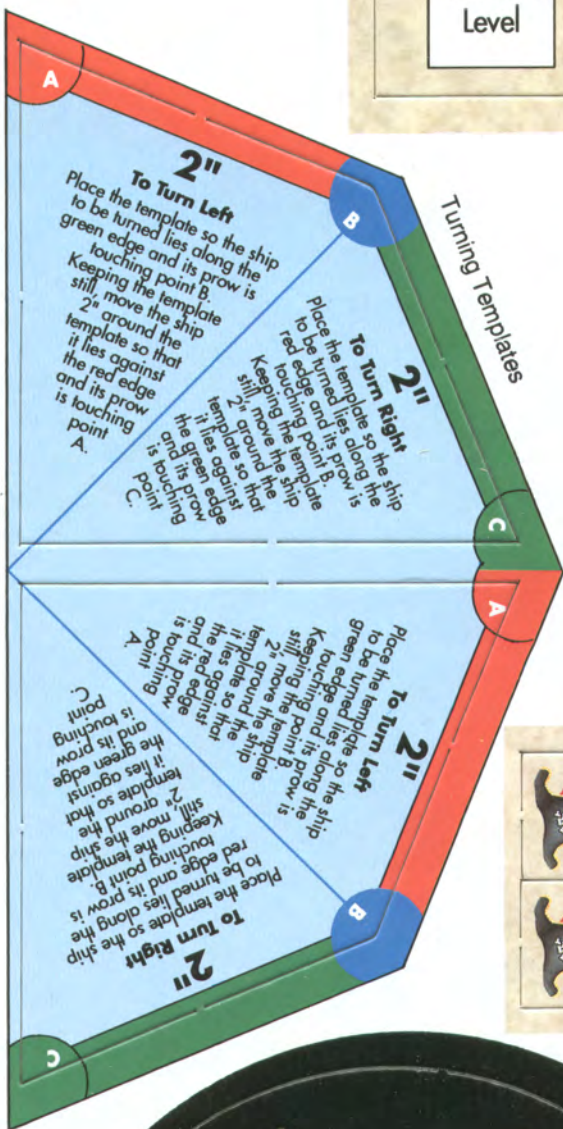 Level
Turning Templates
A
2"
To Turn Left
Place the template so the ship
to be turned lies along the
green edge and its prow is
touching point B.
Keeping the template
still, move the ship
2" around the
template so that
it lies against
the red edge
and its prow
is touching
point
A.
B
2"
To Turn Right
Place the template so the ship
to be turned lies along the
red edge and its prow is
touching point B.
Keeping the template
still, move the ship
2" around the
template so that
it lies against
the green edge
and its prow
is touching
point
C.
C
A
2"
To Turn Left
Place the template so the ship
to be turned lies along the
green edge and its prow is
touching point B.
Keeping the template
still, move the ship
2" around the
template so that
it lies against
the red edge
and its prow
is touching
point
A.
B
2"
To Turn Right
Place the template so the ship
to be turned lies along the
red edge and its prow is
touching point B.
Keeping the template
still, move the ship
2" around the
template so that
it lies against
the green edge
and its prow
is touching
point
C.
C